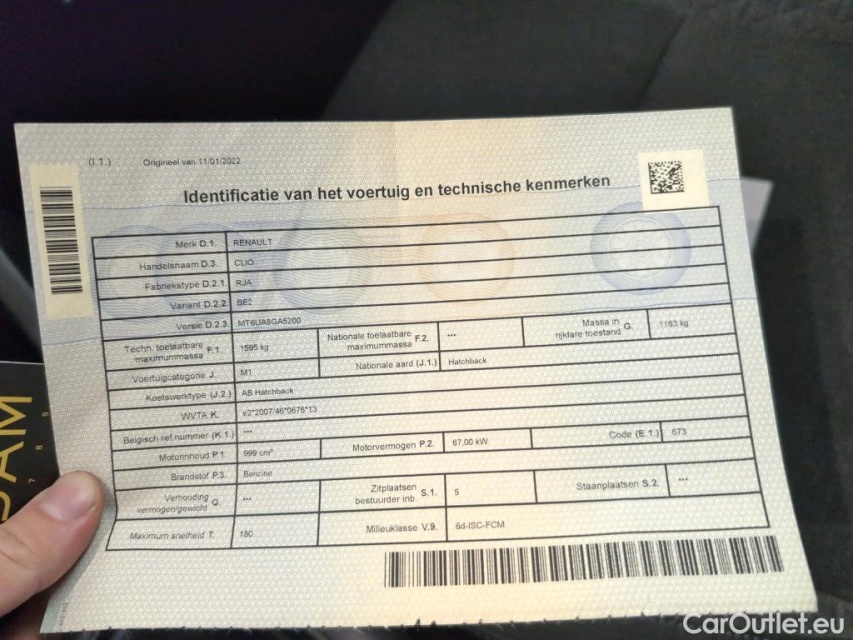 (I.1.) Origineel van 11/01/2022
Identificatie van het voertuig en technische kenmerken
Merk D.1. RENAULT
Handelsnaam D.3. CLIO
Fabriekstype D.2.1 RJA
Variant D.2.2 BE2
Versie D.2.3 MT6UA8GA5200
Techn. toelaatbare maximummassa F.1. 1595 kg Nationale toelaatbare maximummassa F.2. --- Massa in rijklare toestand G. 1163 kg
Voertuigcategorie J. M1 Nationale aard (J.1.) Hatchback
Koetswerktype (J.2.) AB Hatchback
WVTA K. e2*2007/46*0676*13
Belgisch ref.nummer (K.1.) ---
Motorinhoud P.1. 999 cm³ Motorvermogen P.2. 67,00 kW Code (E.1.) 673
Brandstof P.3. Benzine
Verhouding vermogen/gewicht Q. --- Zitplaatsen bestuurder inb. S.1. 5 Staanplaatsen S.2. ---
Maximum snelheid T. 180 Milieuklasse V.9. 6d-ISC-FCM
CarOutlet.eu